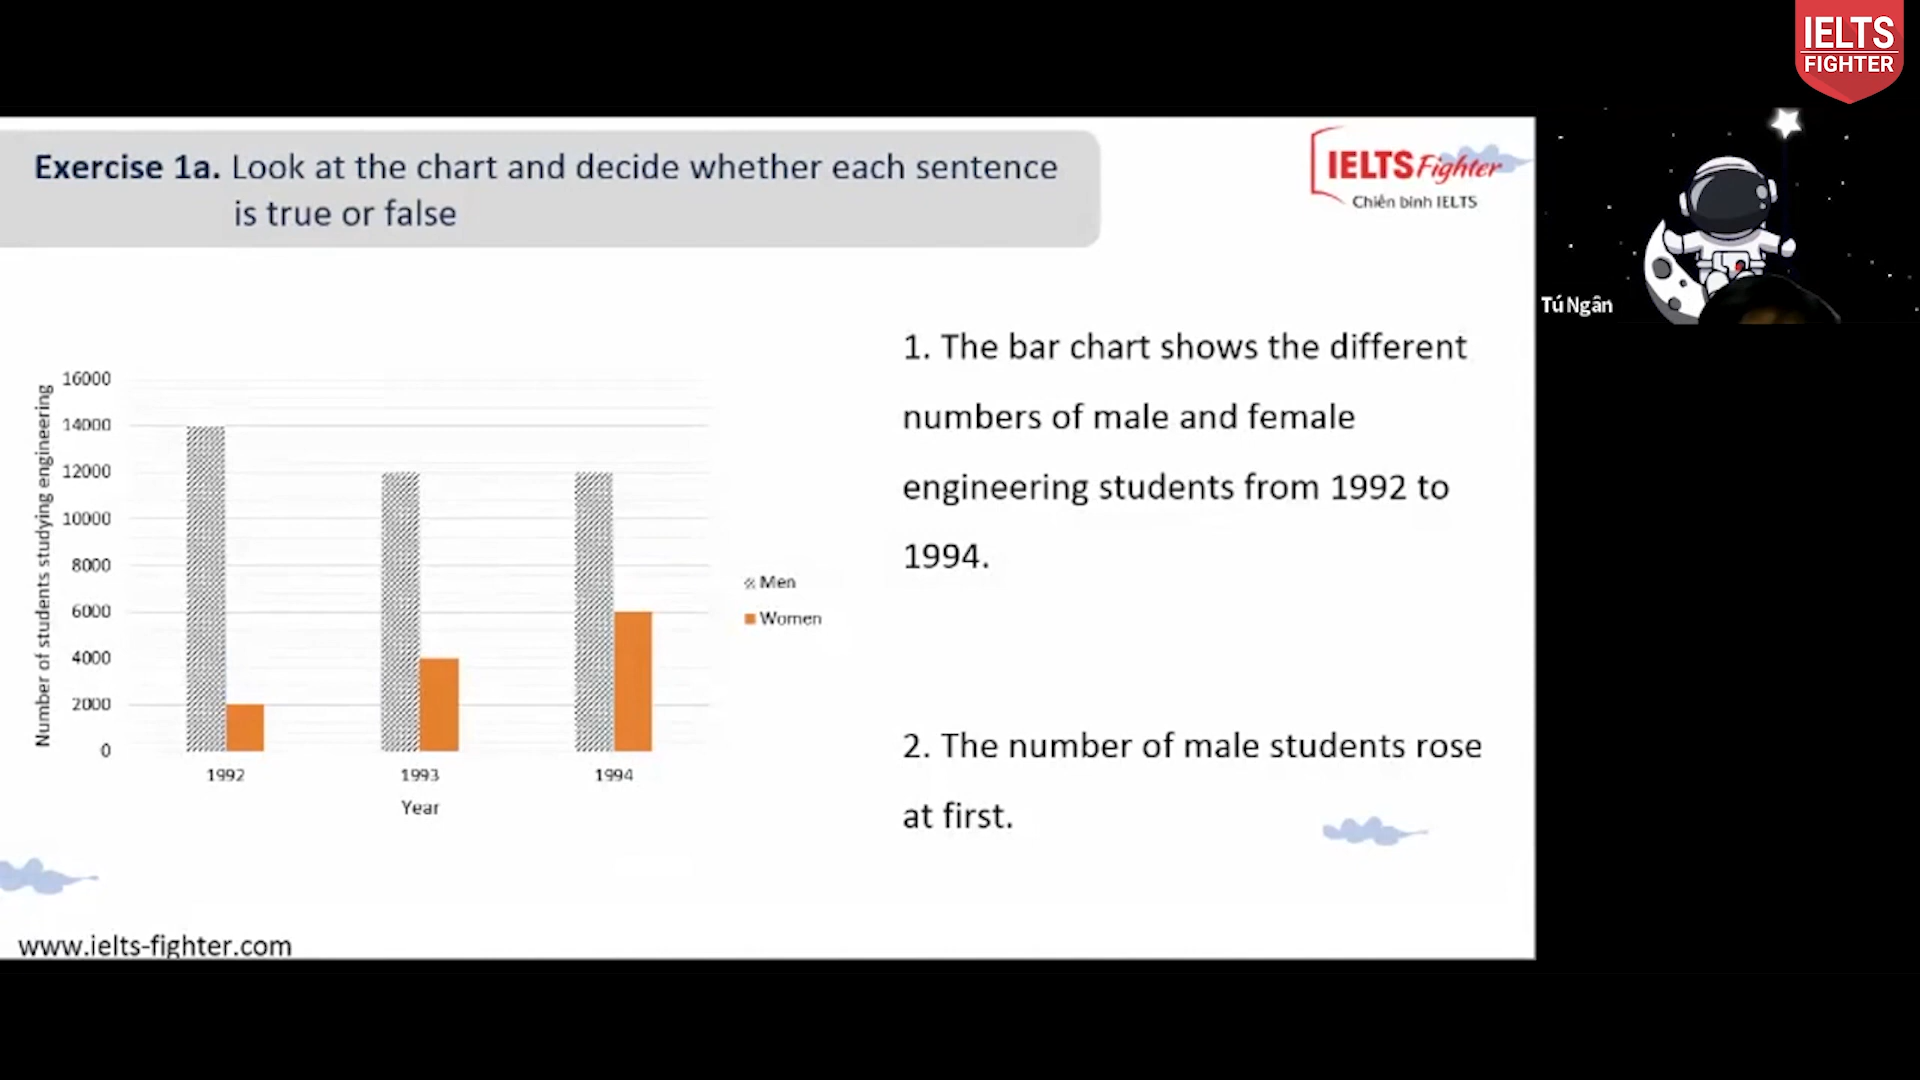 IELTS
FIGHTER
Exercise 1a. Look at the chart and decide whether each sentence
is true or false
IELTS Fighter
Chiến binh IELTS
Tú Ngân
Number of students studying engineering
16000
14000
12000
10000
8000
6000
4000
2000
0
1992
1993
1994
Year
Men
Women
1. The bar chart shows the different
numbers of male and female
engineering students from 1992 to
1994.
2. The number of male students rose
at first.
www.ielts-fighter.com